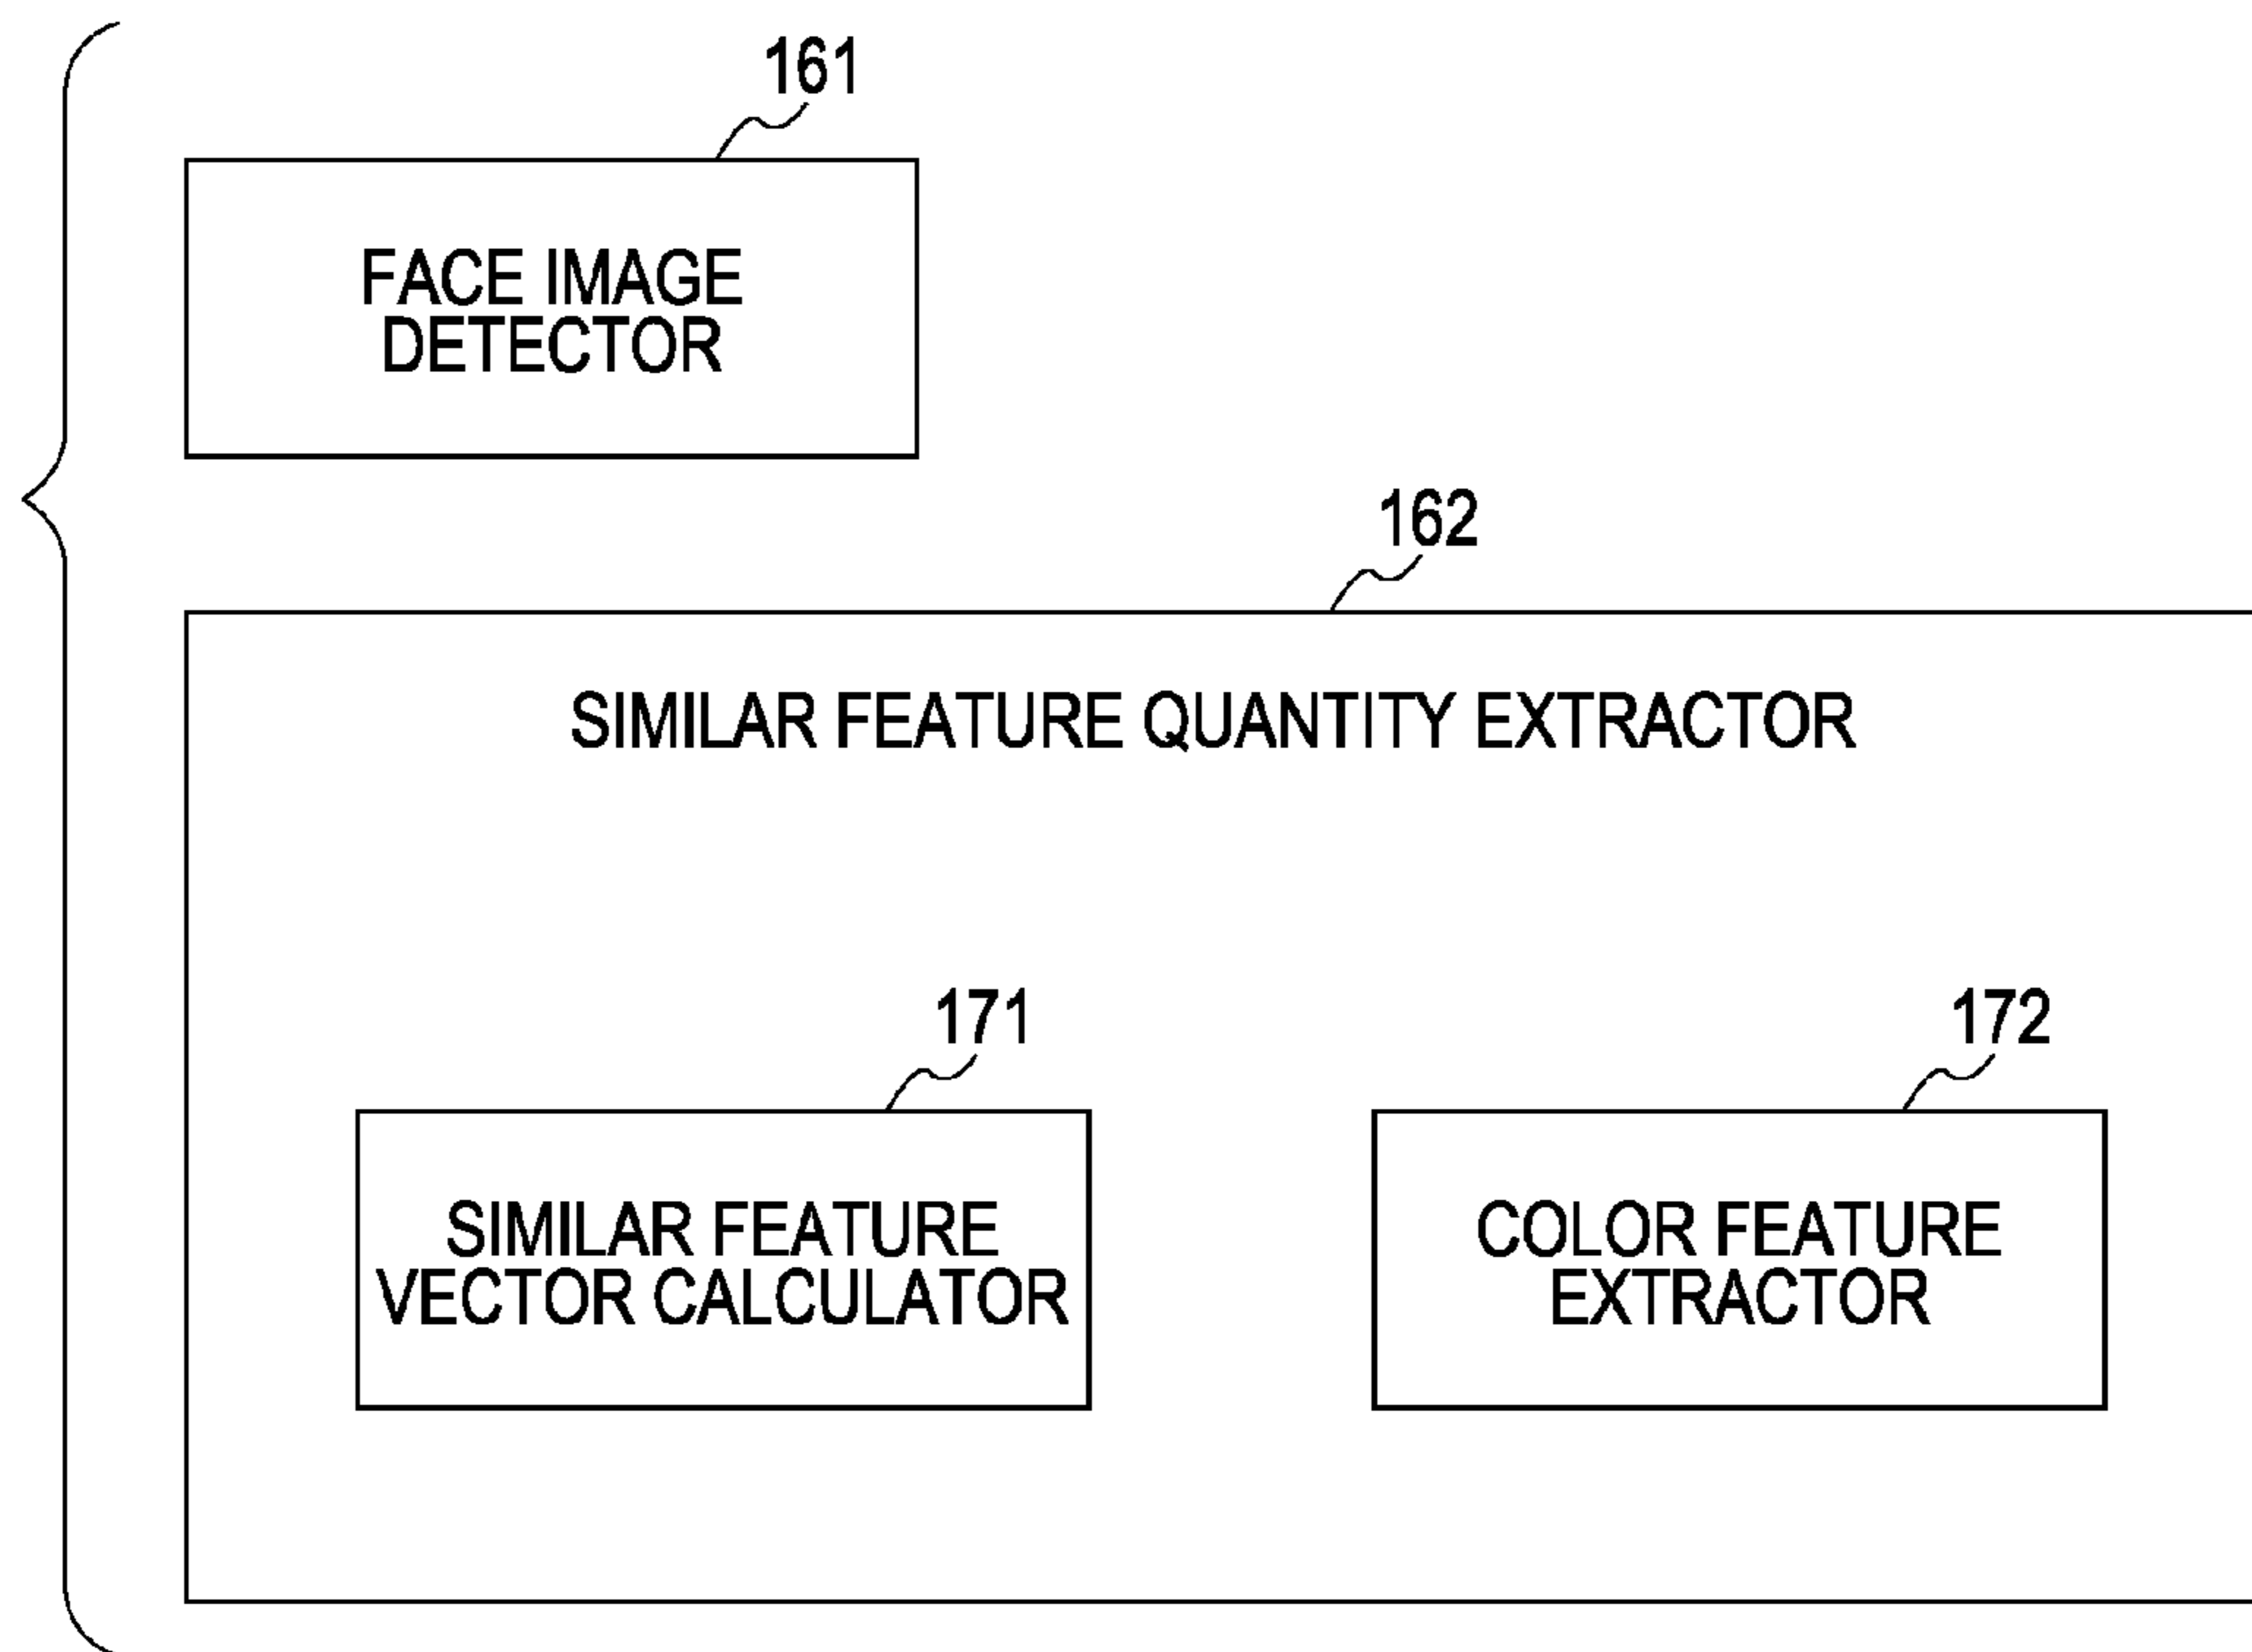 161
FACE IMAGE
DETECTOR
162
SIMILAR FEATURE QUANTITY EXTRACTOR
171
172
SIMILAR FEATURE
VECTOR CALCULATOR
COLOR FEATURE
EXTRACTOR